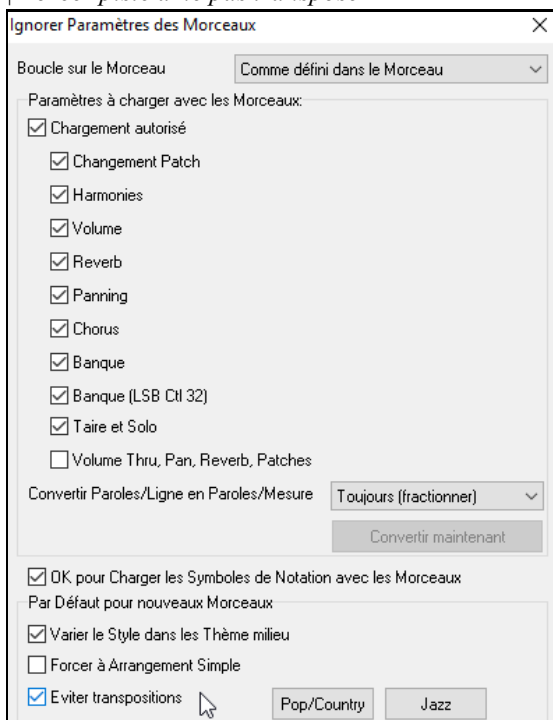 Ignorer Paramètres des Morceaux
Boucle sur le Morceau Comme défini dans le Morceau
Paramètres à charger avec les Morceaux:
Chargement autorisé
Changement Patch
Harmonies
Volume
Reverb
Panning
Chorus
Banque
Banque (LSB Ctl 32)
Taire et Solo
Volume Thru, Pan, Reverb, Patches
Convertir Paroles/Ligne en Paroles/Mesure Toujours (fractionner)
Convertir maintenant
OK pour Charger les Symboles de Notation avec les Morceaux
Par Défaut pour nouveaux Morceaux
Varier le Style dans les Thème milieu
Forcer à Arrangement Simple
Eviter transpositions Pop/Country Jazz